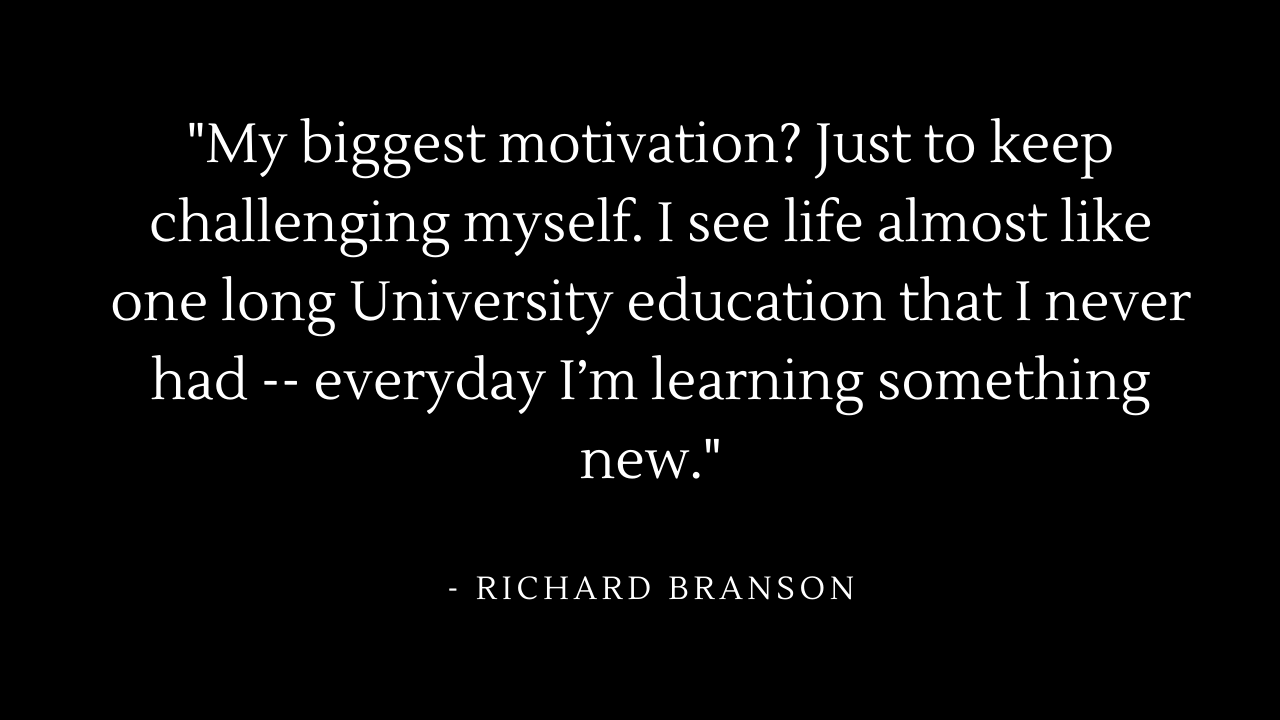 "My biggest motivation? Just to keep
challenging myself. I see life almost like
one long University education that I never
had -- everyday I’m learning something
new."
- RICHARD BRANSON